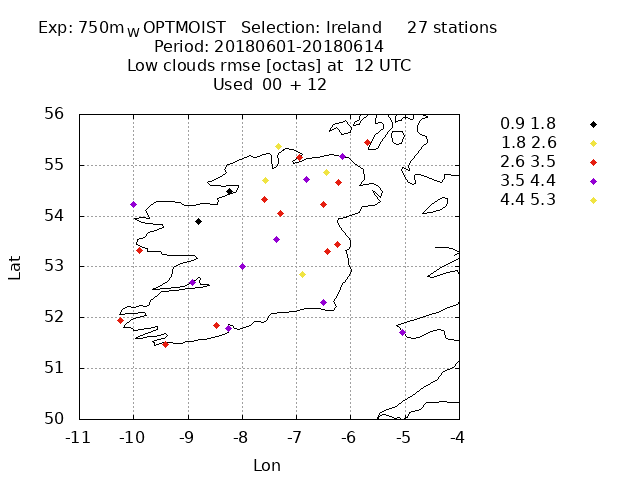 Exp: 750m_W OPTMOIST Selection: Ireland 27 stations
Period: 20180601-20180614
Low clouds rmse [octas] at 12 UTC
Used 00 + 12
0.9 1.8
1.8 2.6
2.6 3.5
3.5 4.4
4.4 5.3
56
55
54
53
52
51
50
Lat
-11 -10 -9 -8 -7 -6 -5 -4
Lon